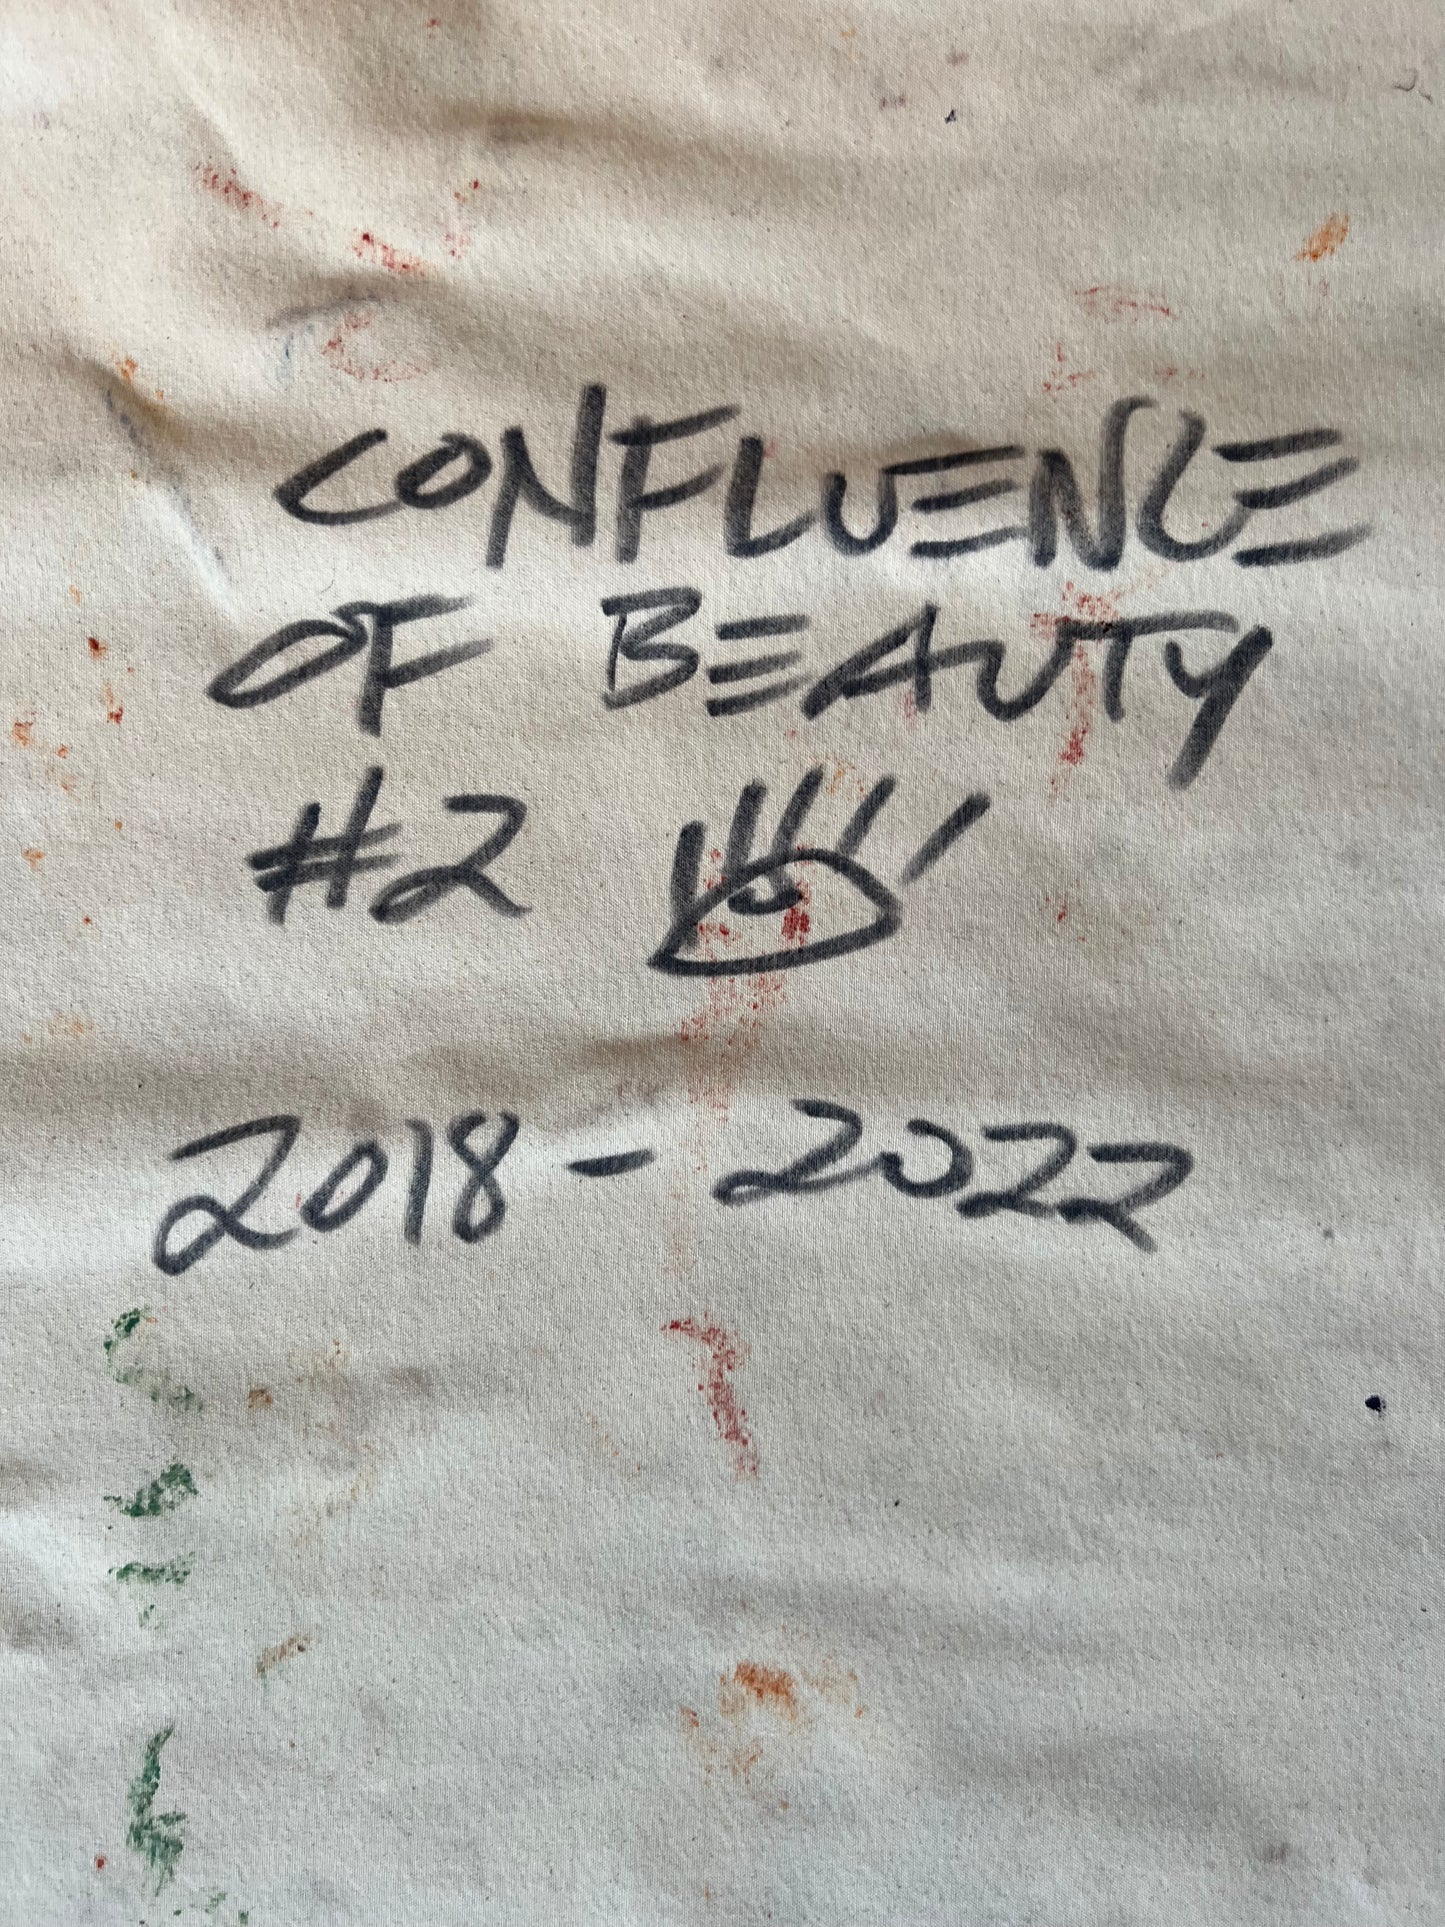 CONFLUENCE
OF BEAUTY
#2
2018 - 2022